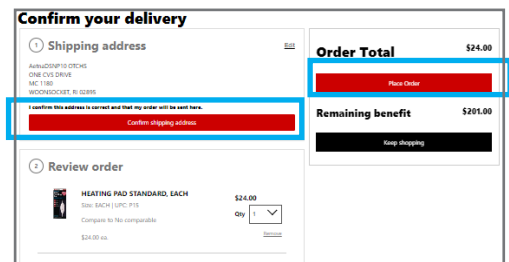 Confirm your delivery
1 Shipping address
Edit
AetnaDSNP10 OTCHS
ONE CVS DRIVE
MC 1180
WOONSOCKET, RI 02895
I confirm this address is correct and that my order will be sent here.
Confirm shipping address
2 Review order
HEATING PAD STANDARD, EACH
Size: EACH | UPC: P15
Compare to No comparable
$24.00 ea.
$24.00
Qty 1
Remove
Order Total $24.00
Place Order
Remaining benefit $201.00
Keep shopping